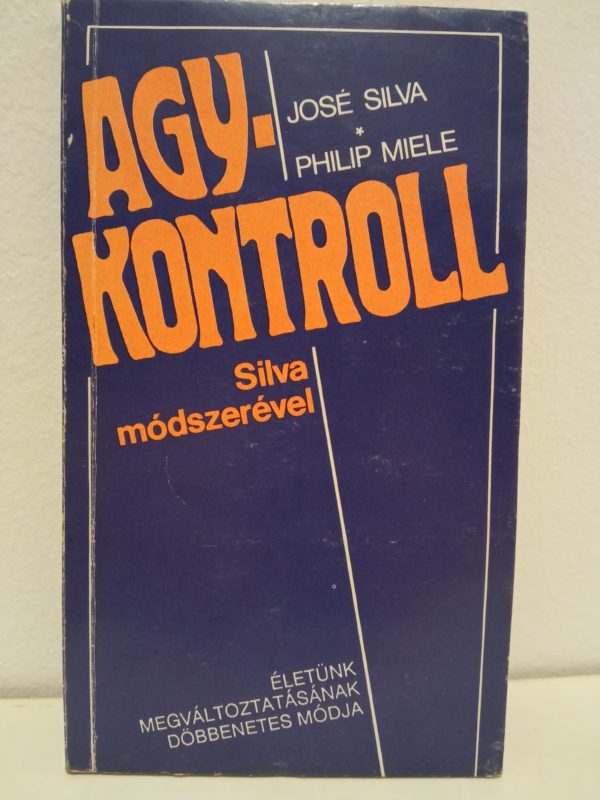 AGY-
KONTROLL
JOSÉ SILVA
*
PHILIP MIELE
Silva
módszerével
ÉLETÜNK
MEGVÁLTOZTATÁSÁNAK
DÖBBENETES MÓDJA